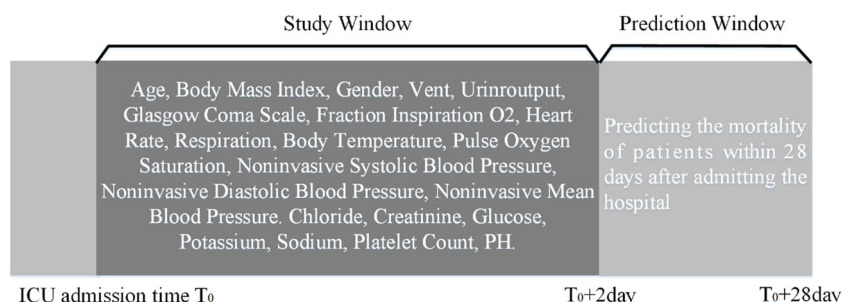 Study Window
Prediction Window
Age, Body Mass Index, Gender, Vent, Urinroutput,
Glasgow Coma Scale, Fraction Inspiration O2, Heart
Rate, Respiration, Body Temperature, Pulse Oxygen
Saturation, Noninvasive Systolic Blood Pressure,
Noninvasive Diastolic Blood Pressure, Noninvasive Mean
Blood Pressure. Chloride, Creatinine, Glucose,
Potassium, Sodium, Platelet Count, PH.
Predicting the mortality
of patients within 28
days after admitting the
hospital
ICU admission time T₀
T₀+2day
T₀+28day